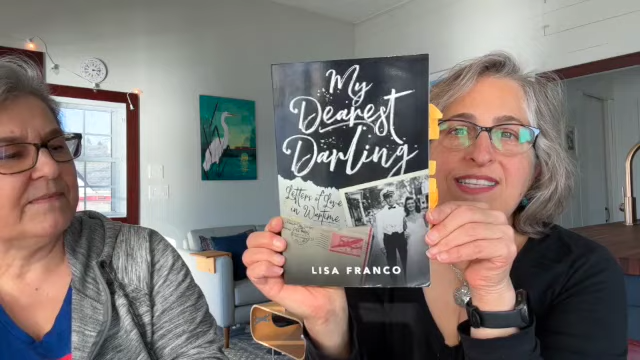 My
Dearest
Darling
Letters of Love
in Wartime
LISA FRANCO